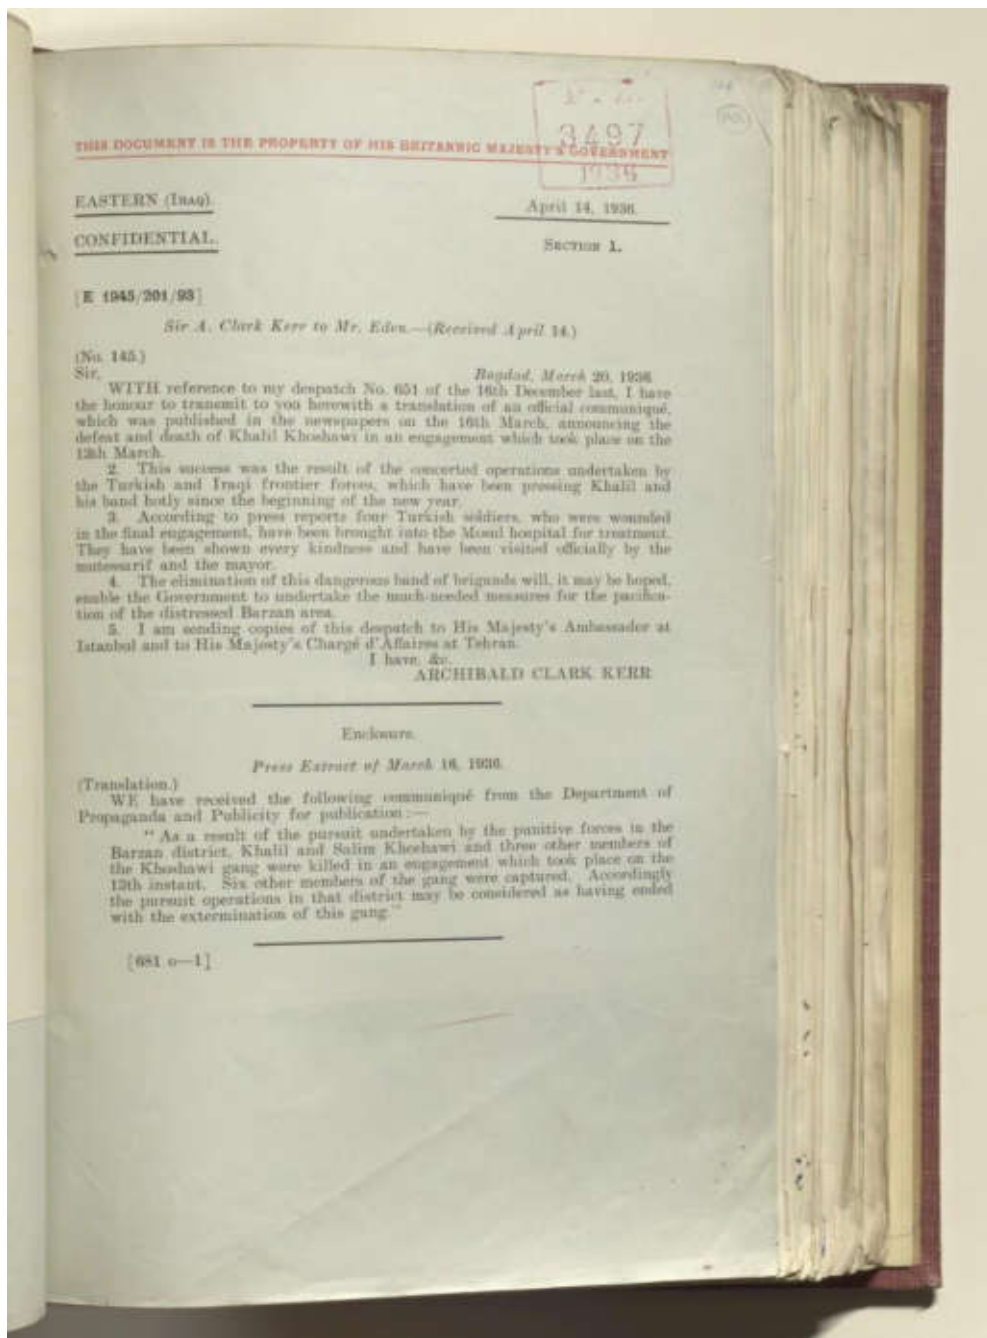 3497
1936
THIS DOCUMENT IS THE PROPERTY OF HIS BRITANNIC MAJESTY'S GOVERNMENT
EASTERN (IRAQ).
April 14, 1936.
CONFIDENTIAL.
SECTION 1.
[E 1945/201/93]
Sir A. Clark Kerr to Mr. Eden.—(Received April 14.)
(No. 145.)
Sir,
Bagdad, March 20, 1936
WITH reference to my despatch No. 651 of the 16th December last, I have
the honour to transmit to you herewith a translation of an official communiqué,
which was published in the newspapers on the 16th March, announcing the
defeat and death of Khalil Khoshawi in an engagement which took place on the
13th March.
2. This success was the result of the concerted operations undertaken by
the Turkish and Iraqi frontier forces, which have been pressing Khalil and
his band hotly since the beginning of the new year.
3. According to press reports four Turkish soldiers, who were wounded
in the final engagement, have been brought into the Mosul hospital for treatment.
They have been shown every kindness and have been visited officially by the
mutessarif and the mayor.
4. The elimination of this dangerous band of brigands will, it may be hoped,
enable the Government to undertake the much-needed measures for the pacifica-
tion of the distressed Barzan area.
5. I am sending copies of this despatch to His Majesty's Ambassador at
Istanbul and to His Majesty's Chargé d'Affaires at Tehran.
I have, &c.
ARCHIBALD CLARK KERR
Enclosure.
Press Extract of March 16, 1936.
(Translation.)
WE have received the following communiqué from the Department of
Propaganda and Publicity for publication:—
" As a result of the pursuit undertaken by the punitive forces in the
Barzan district, Khalil and Salim Khoshawi and three other members of
the Khoshawi gang were killed in an engagement which took place on the
13th instant. Six other members of the gang were captured. Accordingly
the pursuit operations in that district may be considered as having ended
with the extermination of this gang."
[681 o—1]